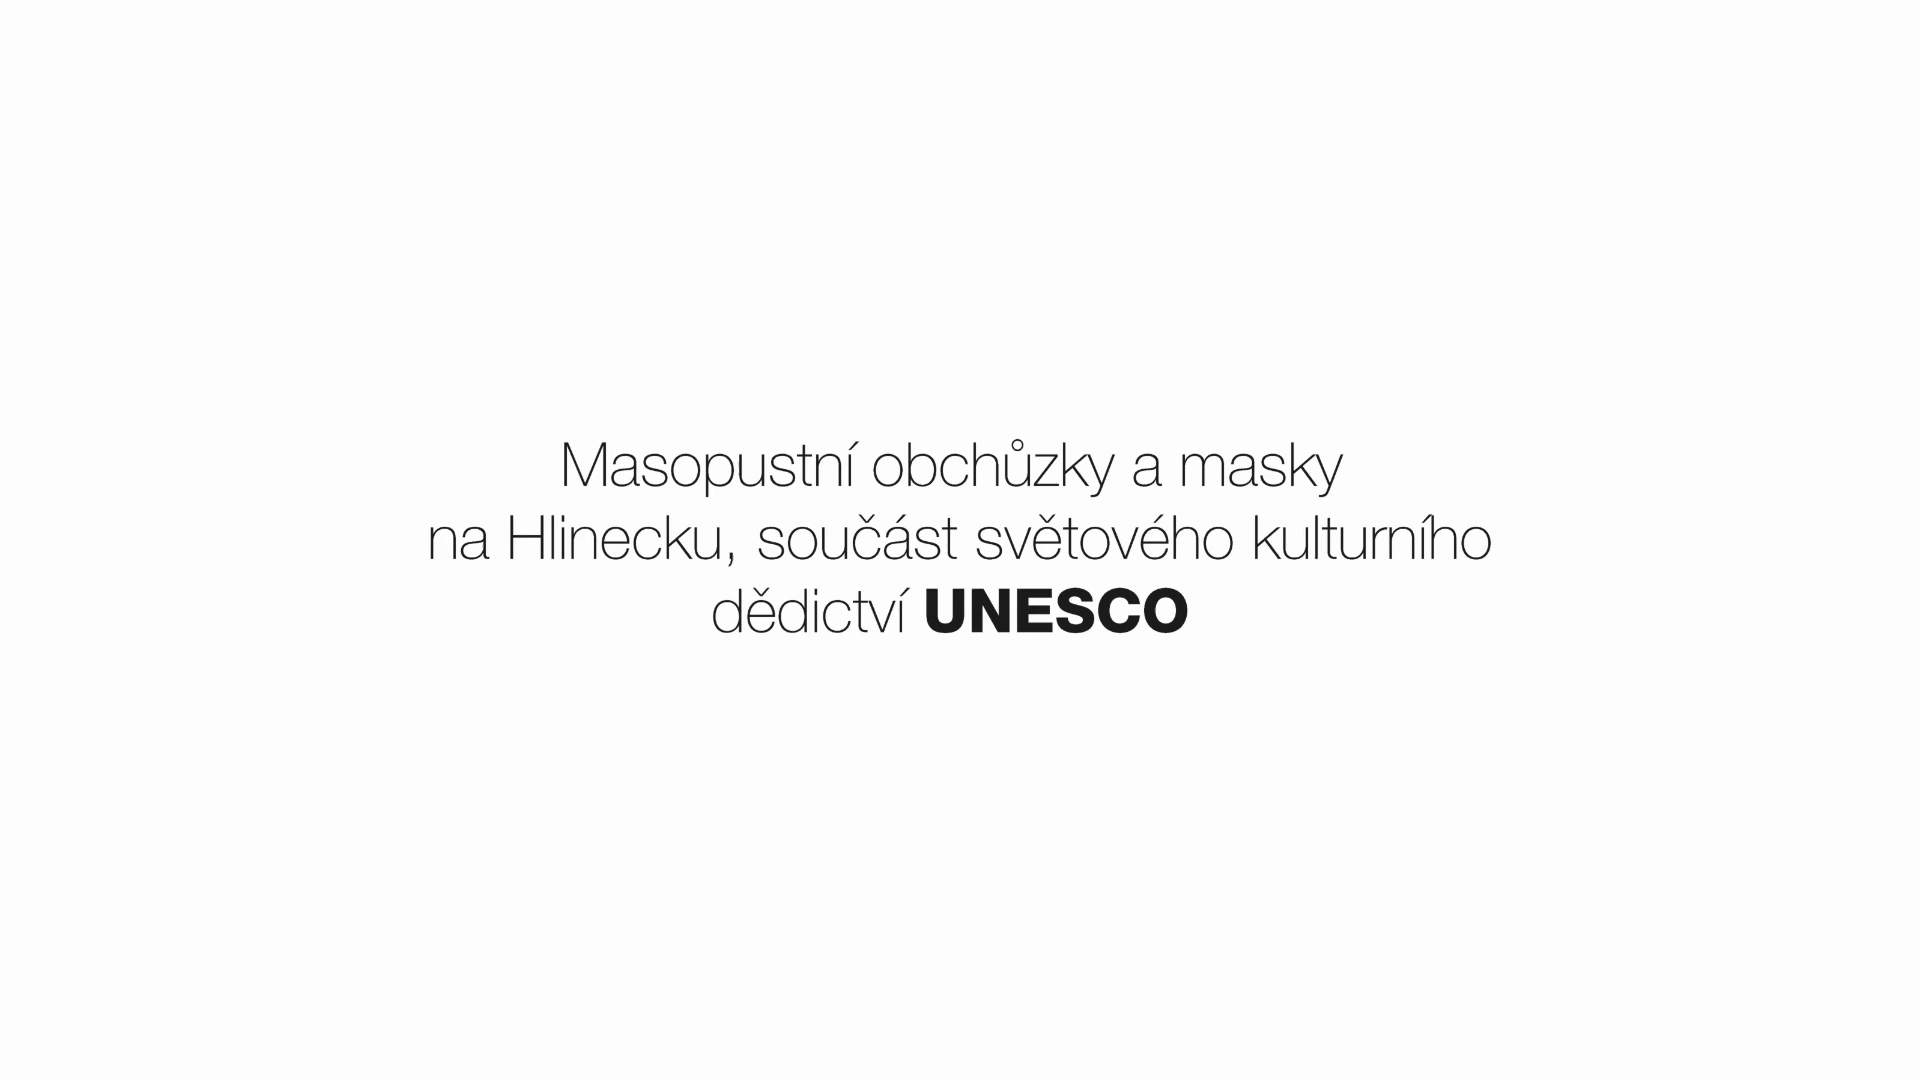 Masopustní obchůzky a masky
na Hlinecku, součást světového kulturního
dědictví UNESCO